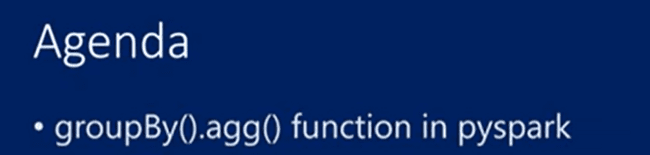 Agenda
• groupBy().agg() function in pyspark